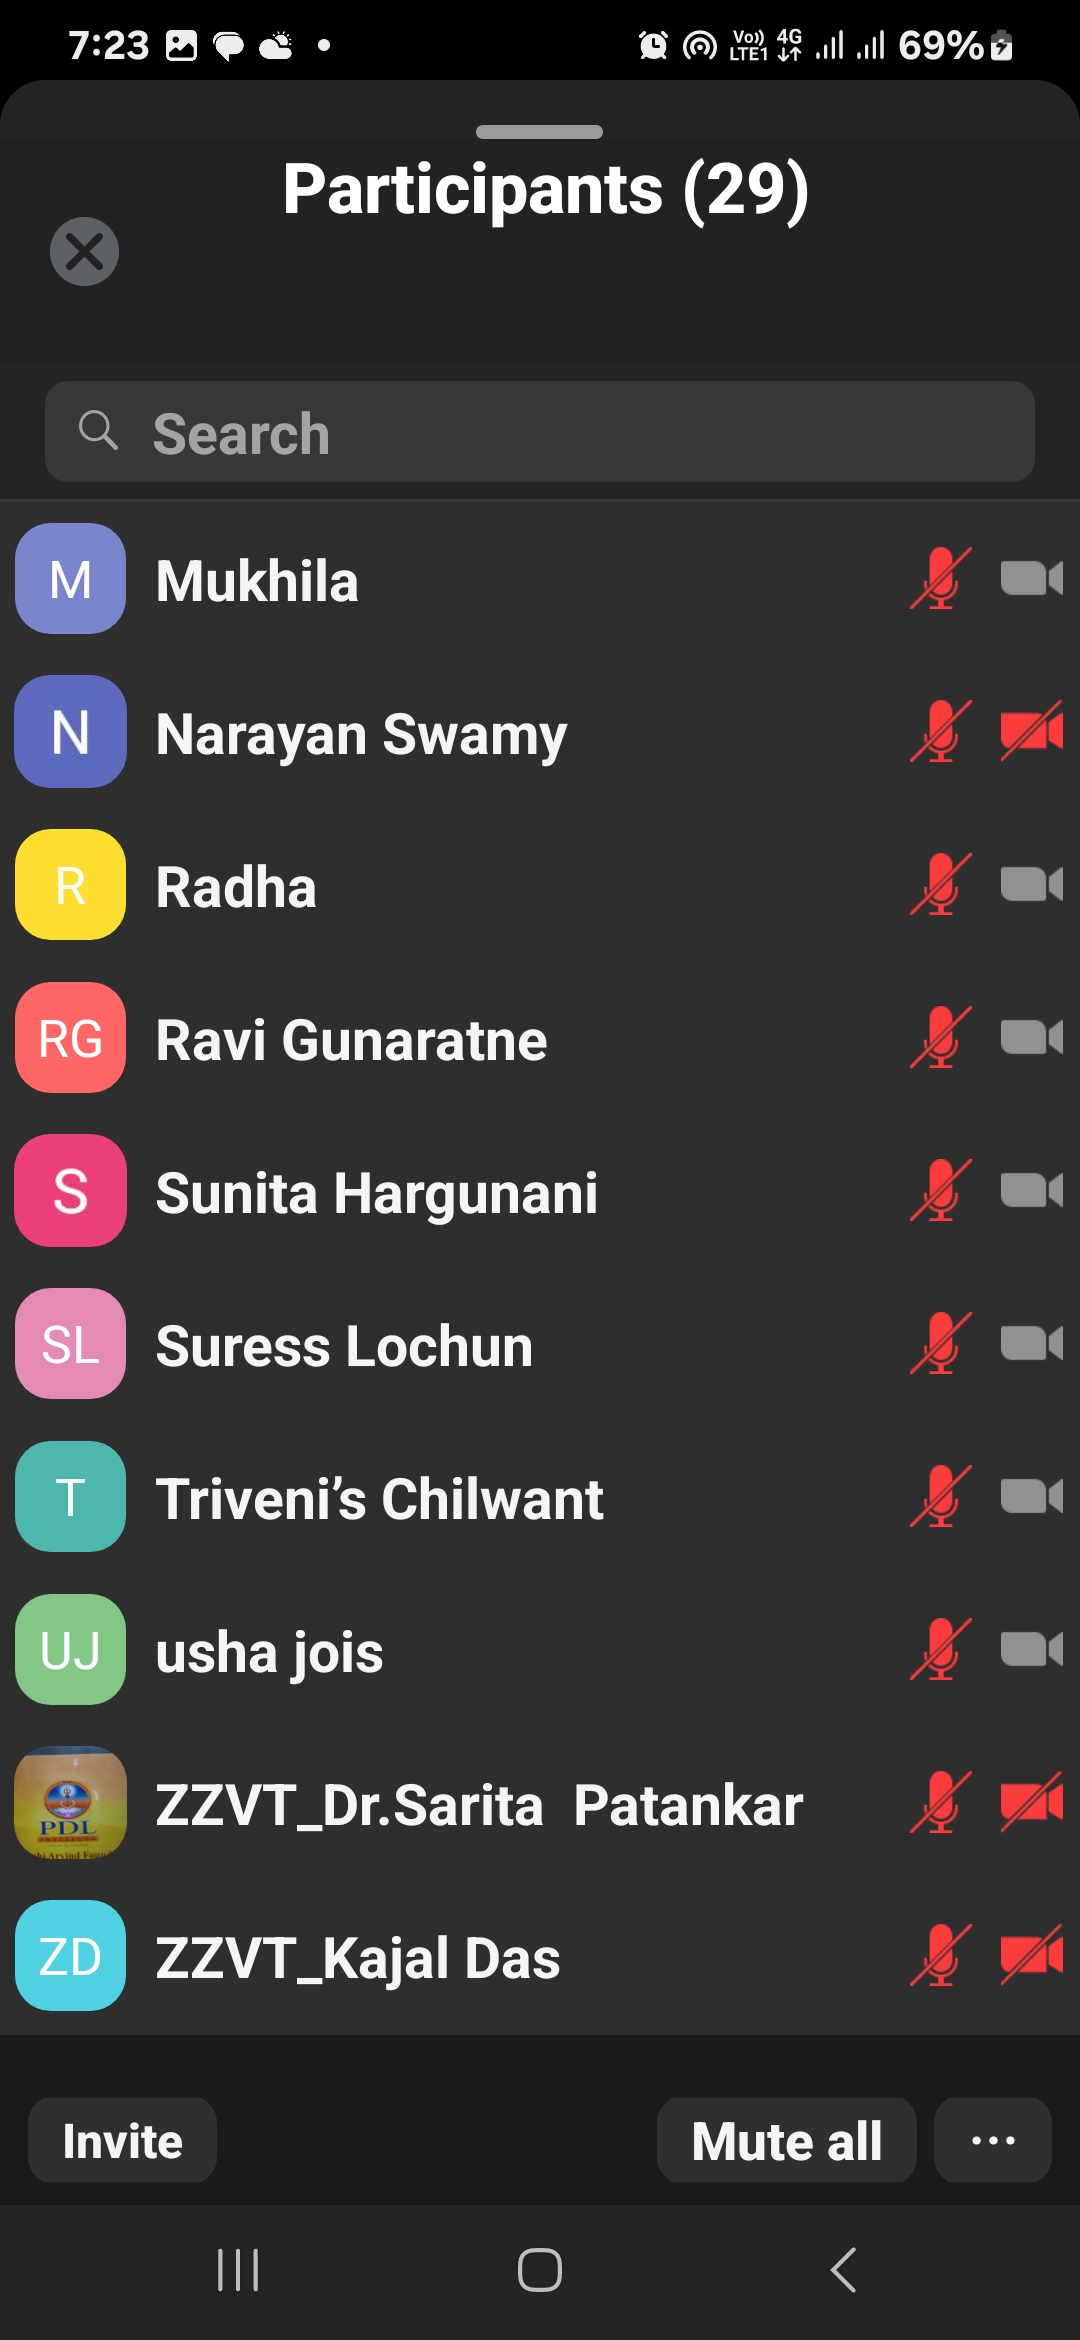 7:23 Vo)) LTE1 4G 69%
Participants (29)
Search
M Mukhila
N Narayan Swamy
R Radha
RG Ravi Gunaratne
S Sunita Hargunani
SL Suress Lochun
T Triveni’s Chilwant
UJ usha jois
PDL
ZZVT_Dr.Sarita  Patankar
ZD ZZVT_Kajal Das
Invite Mute all ...